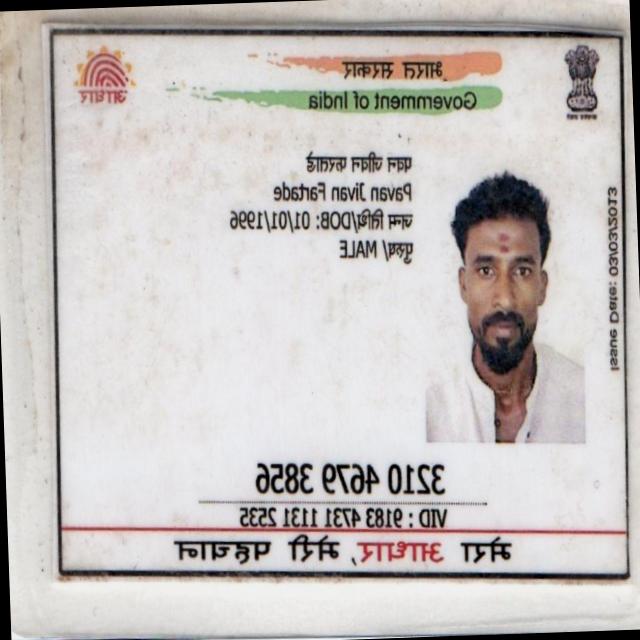 भारत सरकार
Government of India
आधार
पवन जीवन फरताडे
Pavan Jivan Fartade
जन्म तिथि/DOB: 01/01/1996
पुरुष/ MALE
Issue Date: 03/03/2013
3210 4679 3856
VID : 9183 4731 1131 2535
मेरा आधार, मेरी पहचान